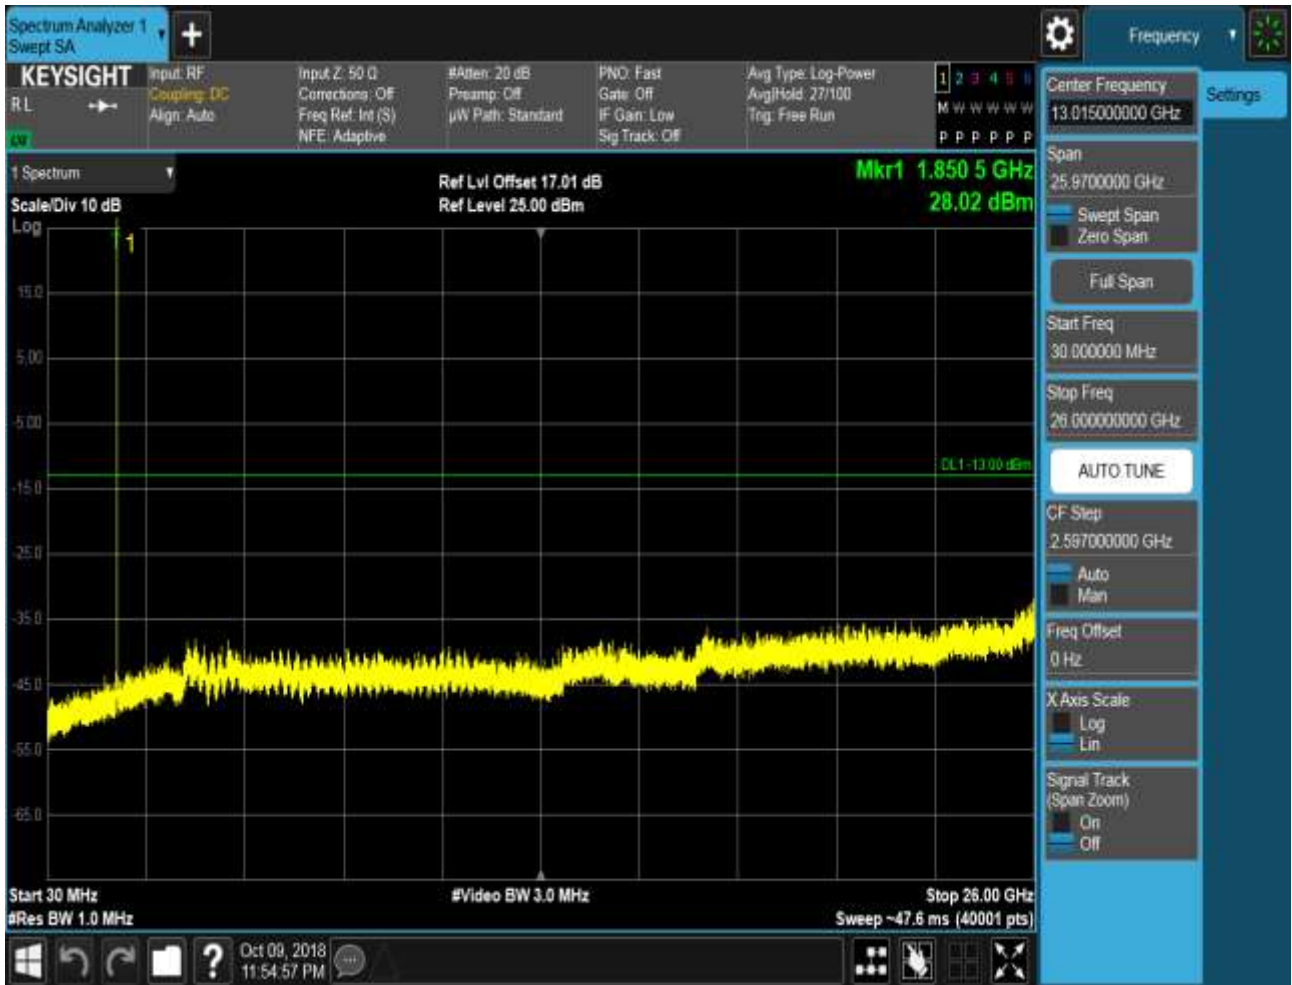 Spectrum Analyzer 1
Swept SA
+
Frequency
KEYSIGHT
RL
Input: RF
Coupling: DC
Align: Auto
Input Z: 50 Ω
Corrections: Off
Freq Ref: Int (S)
NFE: Adaptive
#Atten: 20 dB
Preamp: Off
µW Path: Standard
PNO: Fast
Gate: Off
IF Gain: Low
Sig Track: Off
Avg Type: Log-Power
Avg|Hold: 27/100
Trig: Free Run
1 2 3 4 5 6
M W W W W W
P P P P P P
1 Spectrum
Scale/Div 10 dB
Log
Ref Lvl Offset 17.01 dB
Ref Level 25.00 dBm
Mkr1 1.850 5 GHz
28.02 dBm
1
15.0
5.00
-5.00
DL1 -13.00 dBm
-15.0
-25.0
-35.0
-45.0
-55.0
-65.0
Start 30 MHz
#Res BW 1.0 MHz
#Video BW 3.0 MHz
Stop 26.00 GHz
Sweep ~47.6 ms (40001 pts)
?
Oct 09, 2018
11:54:57 PM
Center Frequency
13.015000000 GHz
Settings
Span
25.9700000 GHz
Swept Span
Zero Span
Full Span
Start Freq
30.000000 MHz
Stop Freq
26.000000000 GHz
AUTO TUNE
CF Step
2.597000000 GHz
Auto
Man
Freq Offset
0 Hz
X Axis Scale
Log
Lin
Signal Track
(Span Zoom)
On
Off